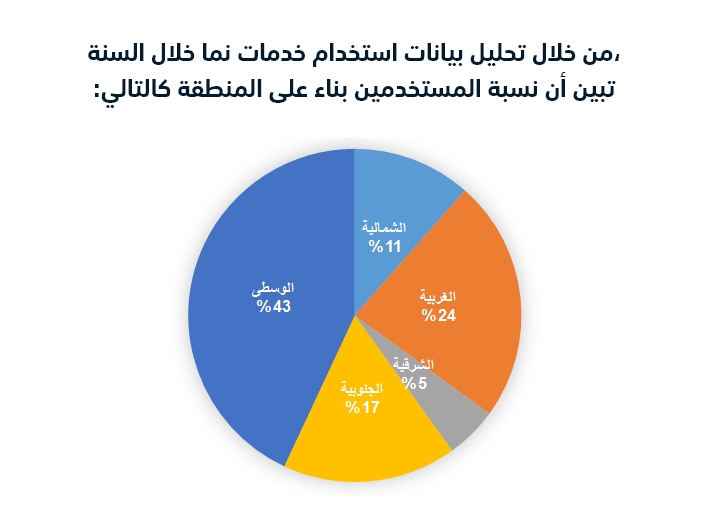 من خلال تحليل بيانات استخدام خدمات نما خلال السنة،
تبين أن نسبة المستخدمين بناء على المنطقة كالتالي:
الشمالية
%11
الغربية
%24
الشرقية
%5
الجنوبية
%17
الوسطى
%43